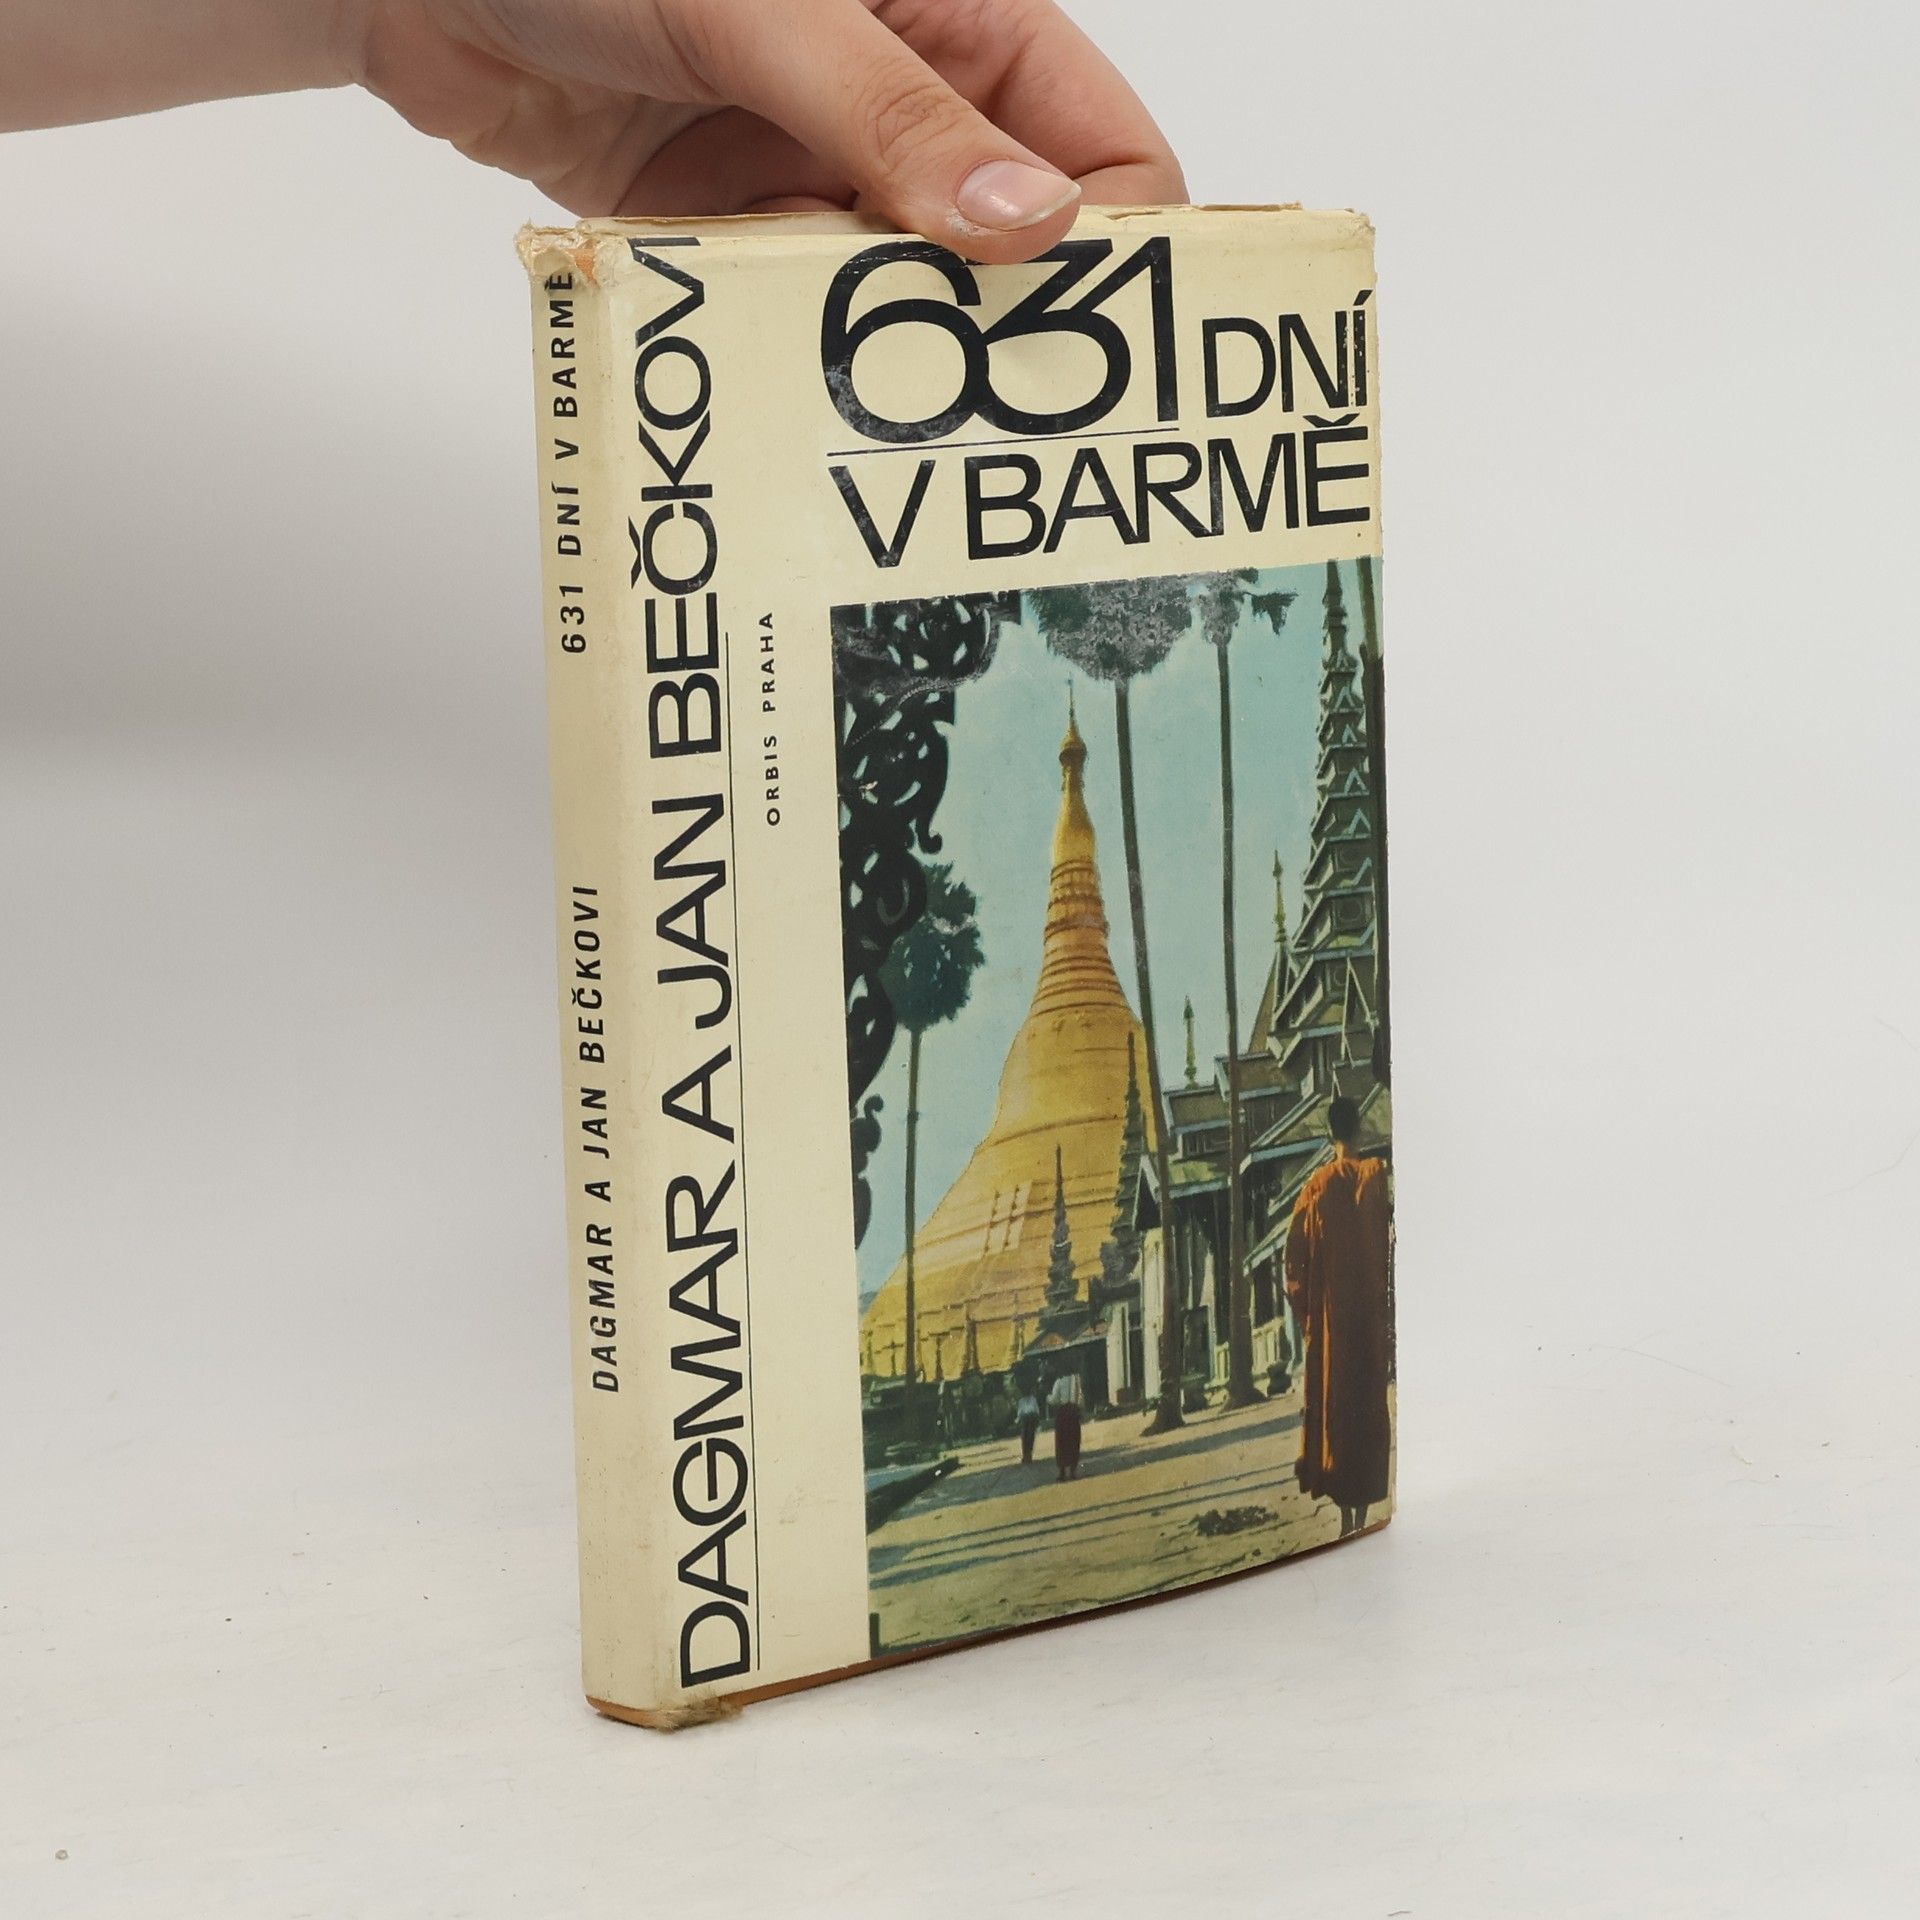 631 DNÍ
V BARMĚ
DAGMAR A JAN BEČKOVI
ORBIS PRAHA
DAGMAR A JAN BEČKOVI 631 DNÍ V BARMĚ